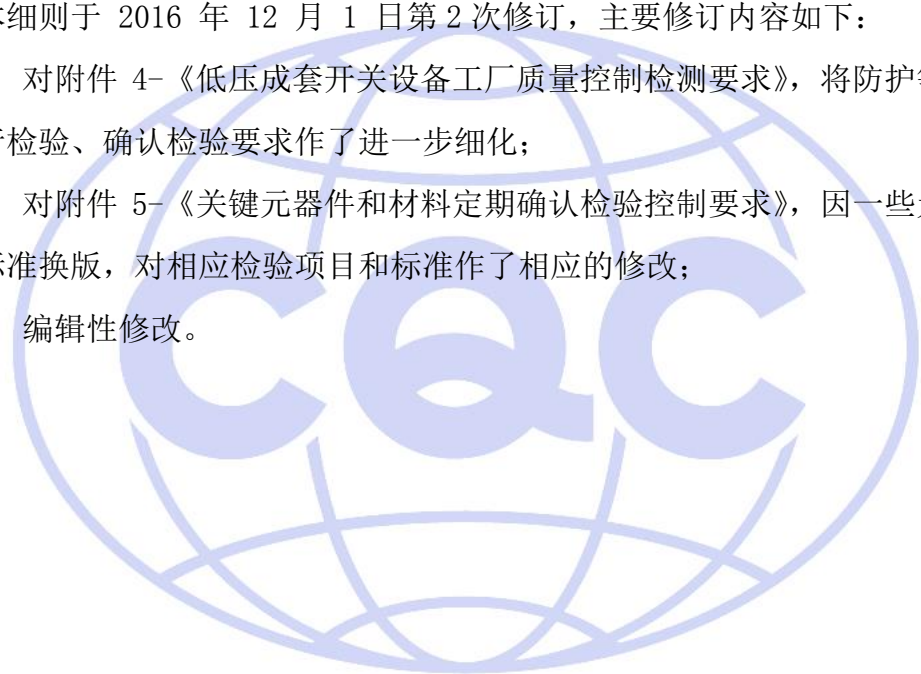 本细则于 2016 年 12 月 1 日第 2 次修订，主要修订内容如下：
对附件 4-《低压成套开关设备工厂质量控制检测要求》，将防护
行检验、确认检验要求作了进一步细化；
对附件 5-《关键元器件和材料定期确认检验控制要求》，因一些
标准换版，对相应检验项目和标准作了相应的修改；
编辑性修改。
CQC